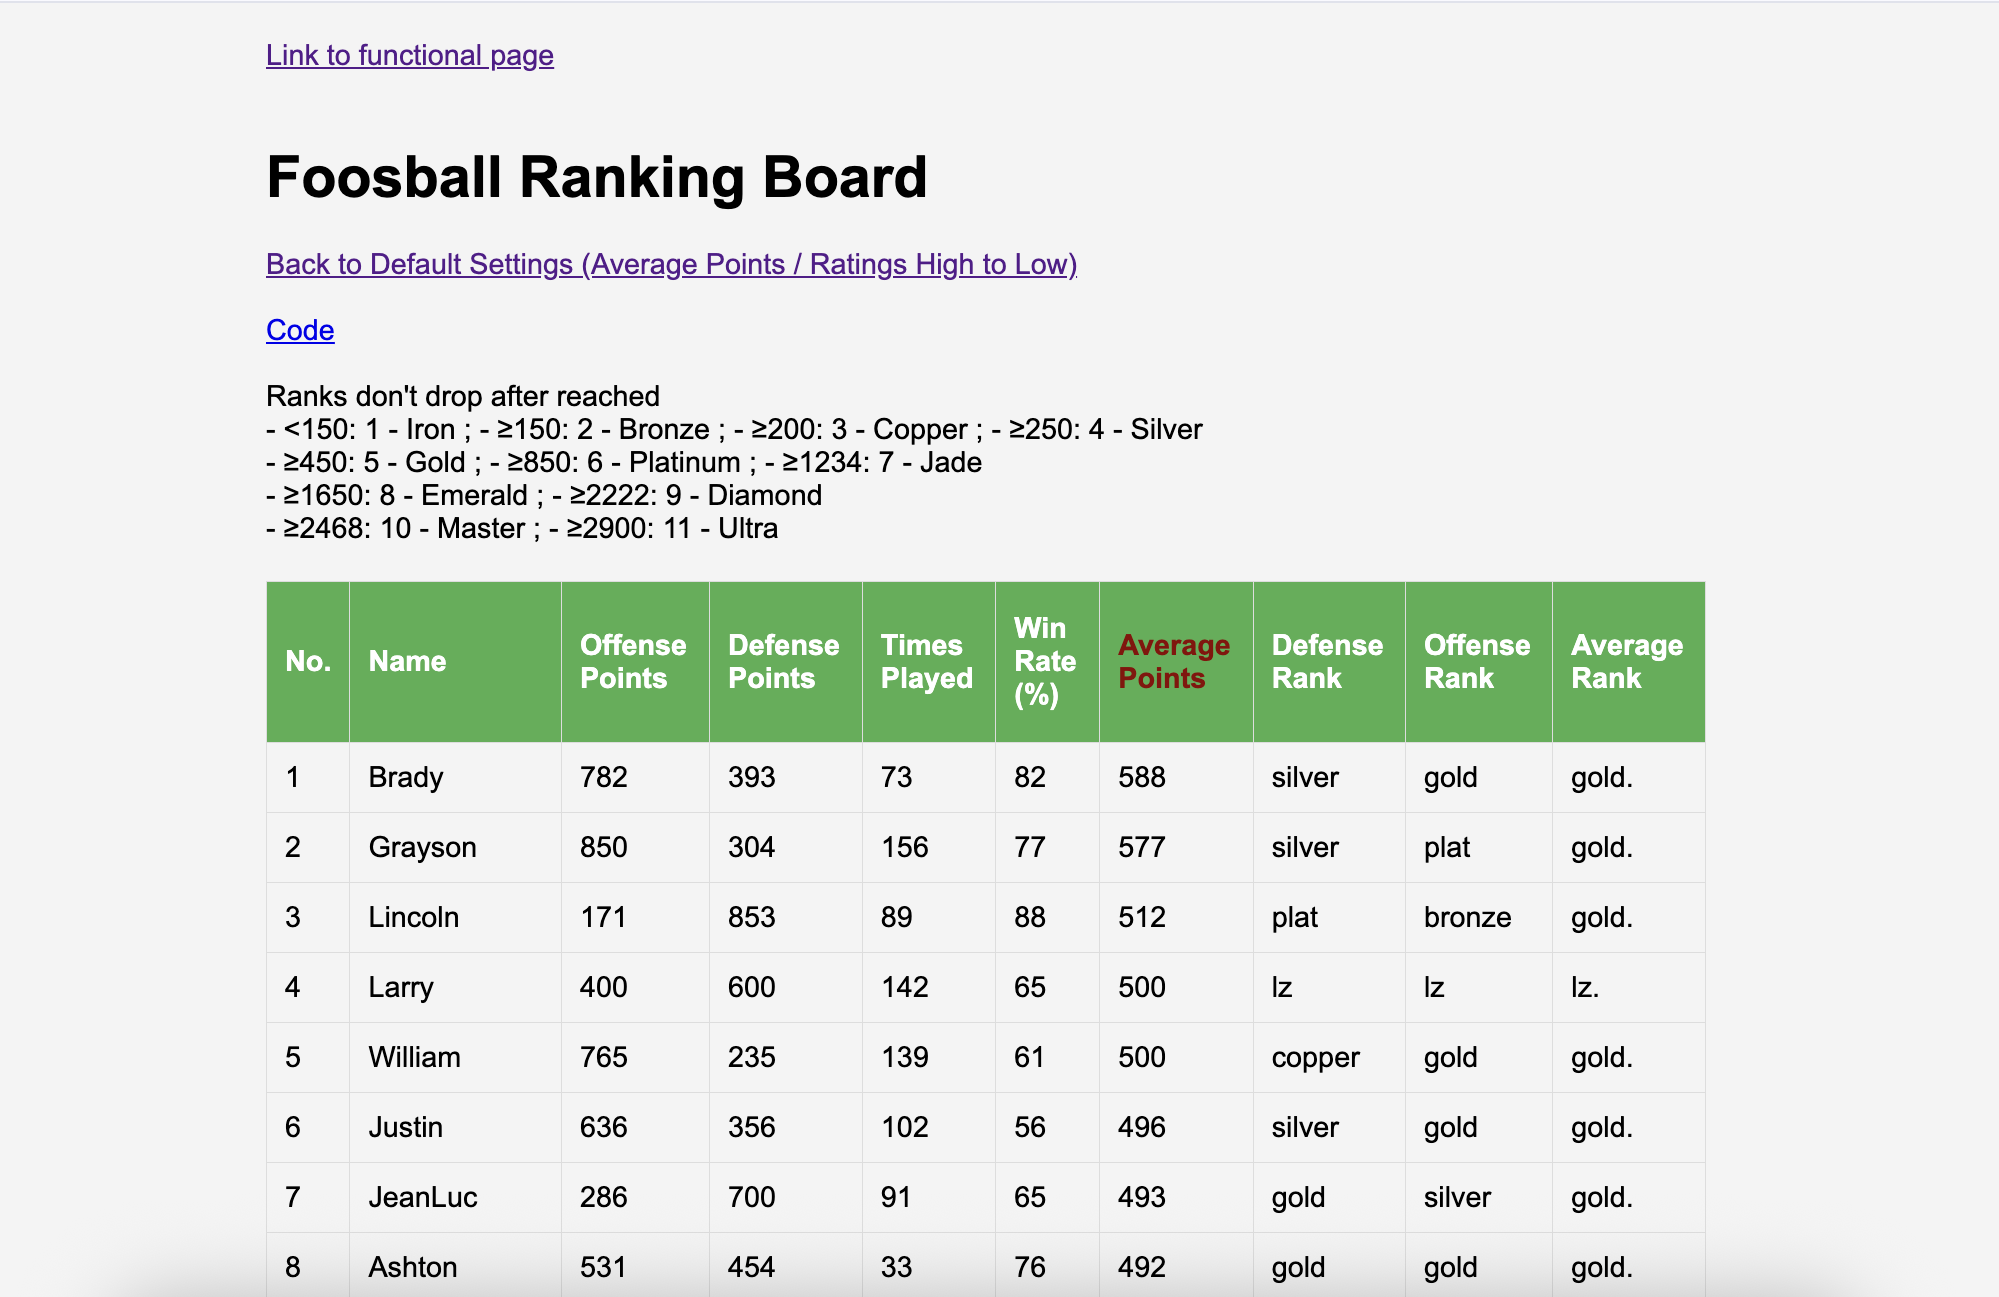 Link to functional page
Foosball Ranking Board
Back to Default Settings (Average Points / Ratings High to Low)
Code
Ranks don't drop after reached
- <150: 1 - Iron ; - ≥150: 2 - Bronze ; - ≥200: 3 - Copper ; - ≥250: 4 - Silver
- ≥450: 5 - Gold ; - ≥850: 6 - Platinum ; - ≥1234: 7 - Jade
- ≥1650: 8 - Emerald ; - ≥2222: 9 - Diamond
- ≥2468: 10 - Master ; - ≥2900: 11 - Ultra
No. Name Offense Points Defense Points Times Played Win Rate (%) Average Points Defense Rank Offense Rank Average Rank
1 Brady 782 393 73 82 588 silver gold gold.
2 Grayson 850 304 156 77 577 silver plat gold.
3 Lincoln 171 853 89 88 512 plat bronze gold.
4 Larry 400 600 142 65 500 lz lz lz.
5 William 765 235 139 61 500 copper gold gold.
6 Justin 636 356 102 56 496 silver gold gold.
7 JeanLuc 286 700 91 65 493 gold silver gold.
8 Ashton 531 454 33 76 492 gold gold gold.